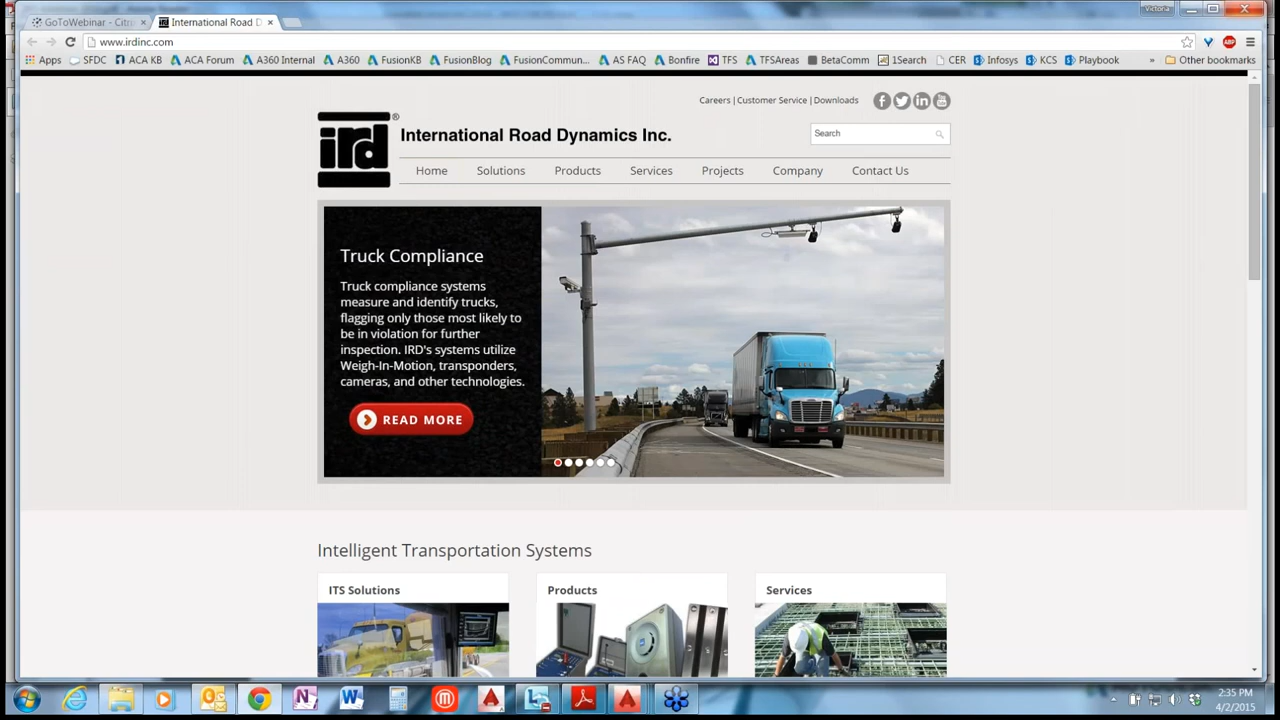 Victoria
GoToWebinar - Citri
International Road D
www.irdinc.com
Apps SFDC ACA KB ACA Forum A360 Internal A360 FusionKB FusionBlog FusionCommun... AS FAQ Bonfire TFS TFSAreas BetaComm 1Search CER Infosys KCS Playbook » Other bookmarks
Careers | Customer Service | Downloads
ird®
International Road Dynamics Inc.
Search
Home Solutions Products Services Projects Company Contact Us
Truck Compliance
Truck compliance systems
measure and identify trucks,
flagging only those most likely to
be in violation for further
inspection. IRD's systems utilize
Weigh-In-Motion, transponders,
cameras, and other technologies.
READ MORE
Intelligent Transportation Systems
ITS Solutions
Products
Services
2:35 PM
4/2/2015